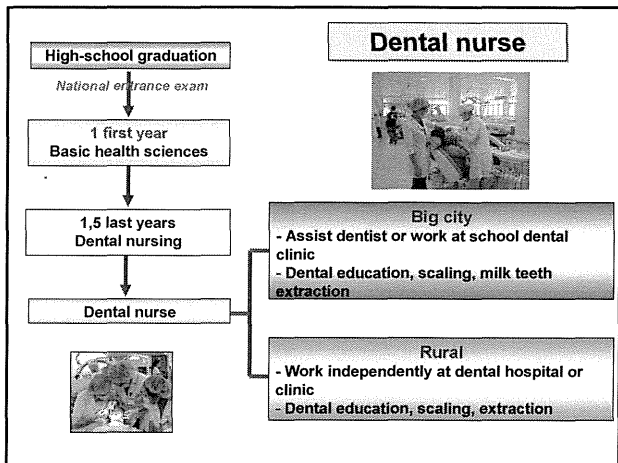 Dental nurse
High-school graduation
National entrance exam
1 first year
Basic health sciences
1,5 last years
Dental nursing
Dental nurse
Big city
- Assist dentist or work at school dental
clinic
- Dental education, scaling, milk teeth
extraction
Rural
- Work independently at dental hospital or
clinic
- Dental education, scaling, extraction